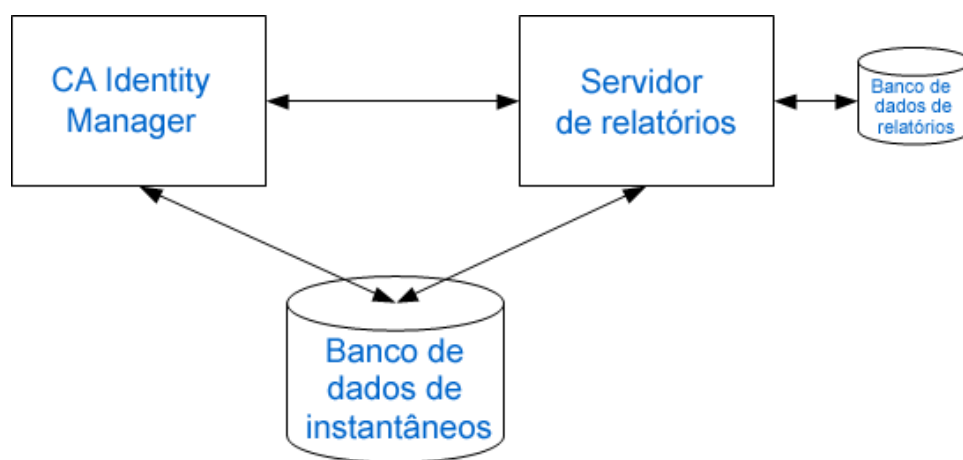 CA Identity
Manager
Servidor
de relatórios
Banco de
dados de
relatórios
Banco de
dados de
instantâneos